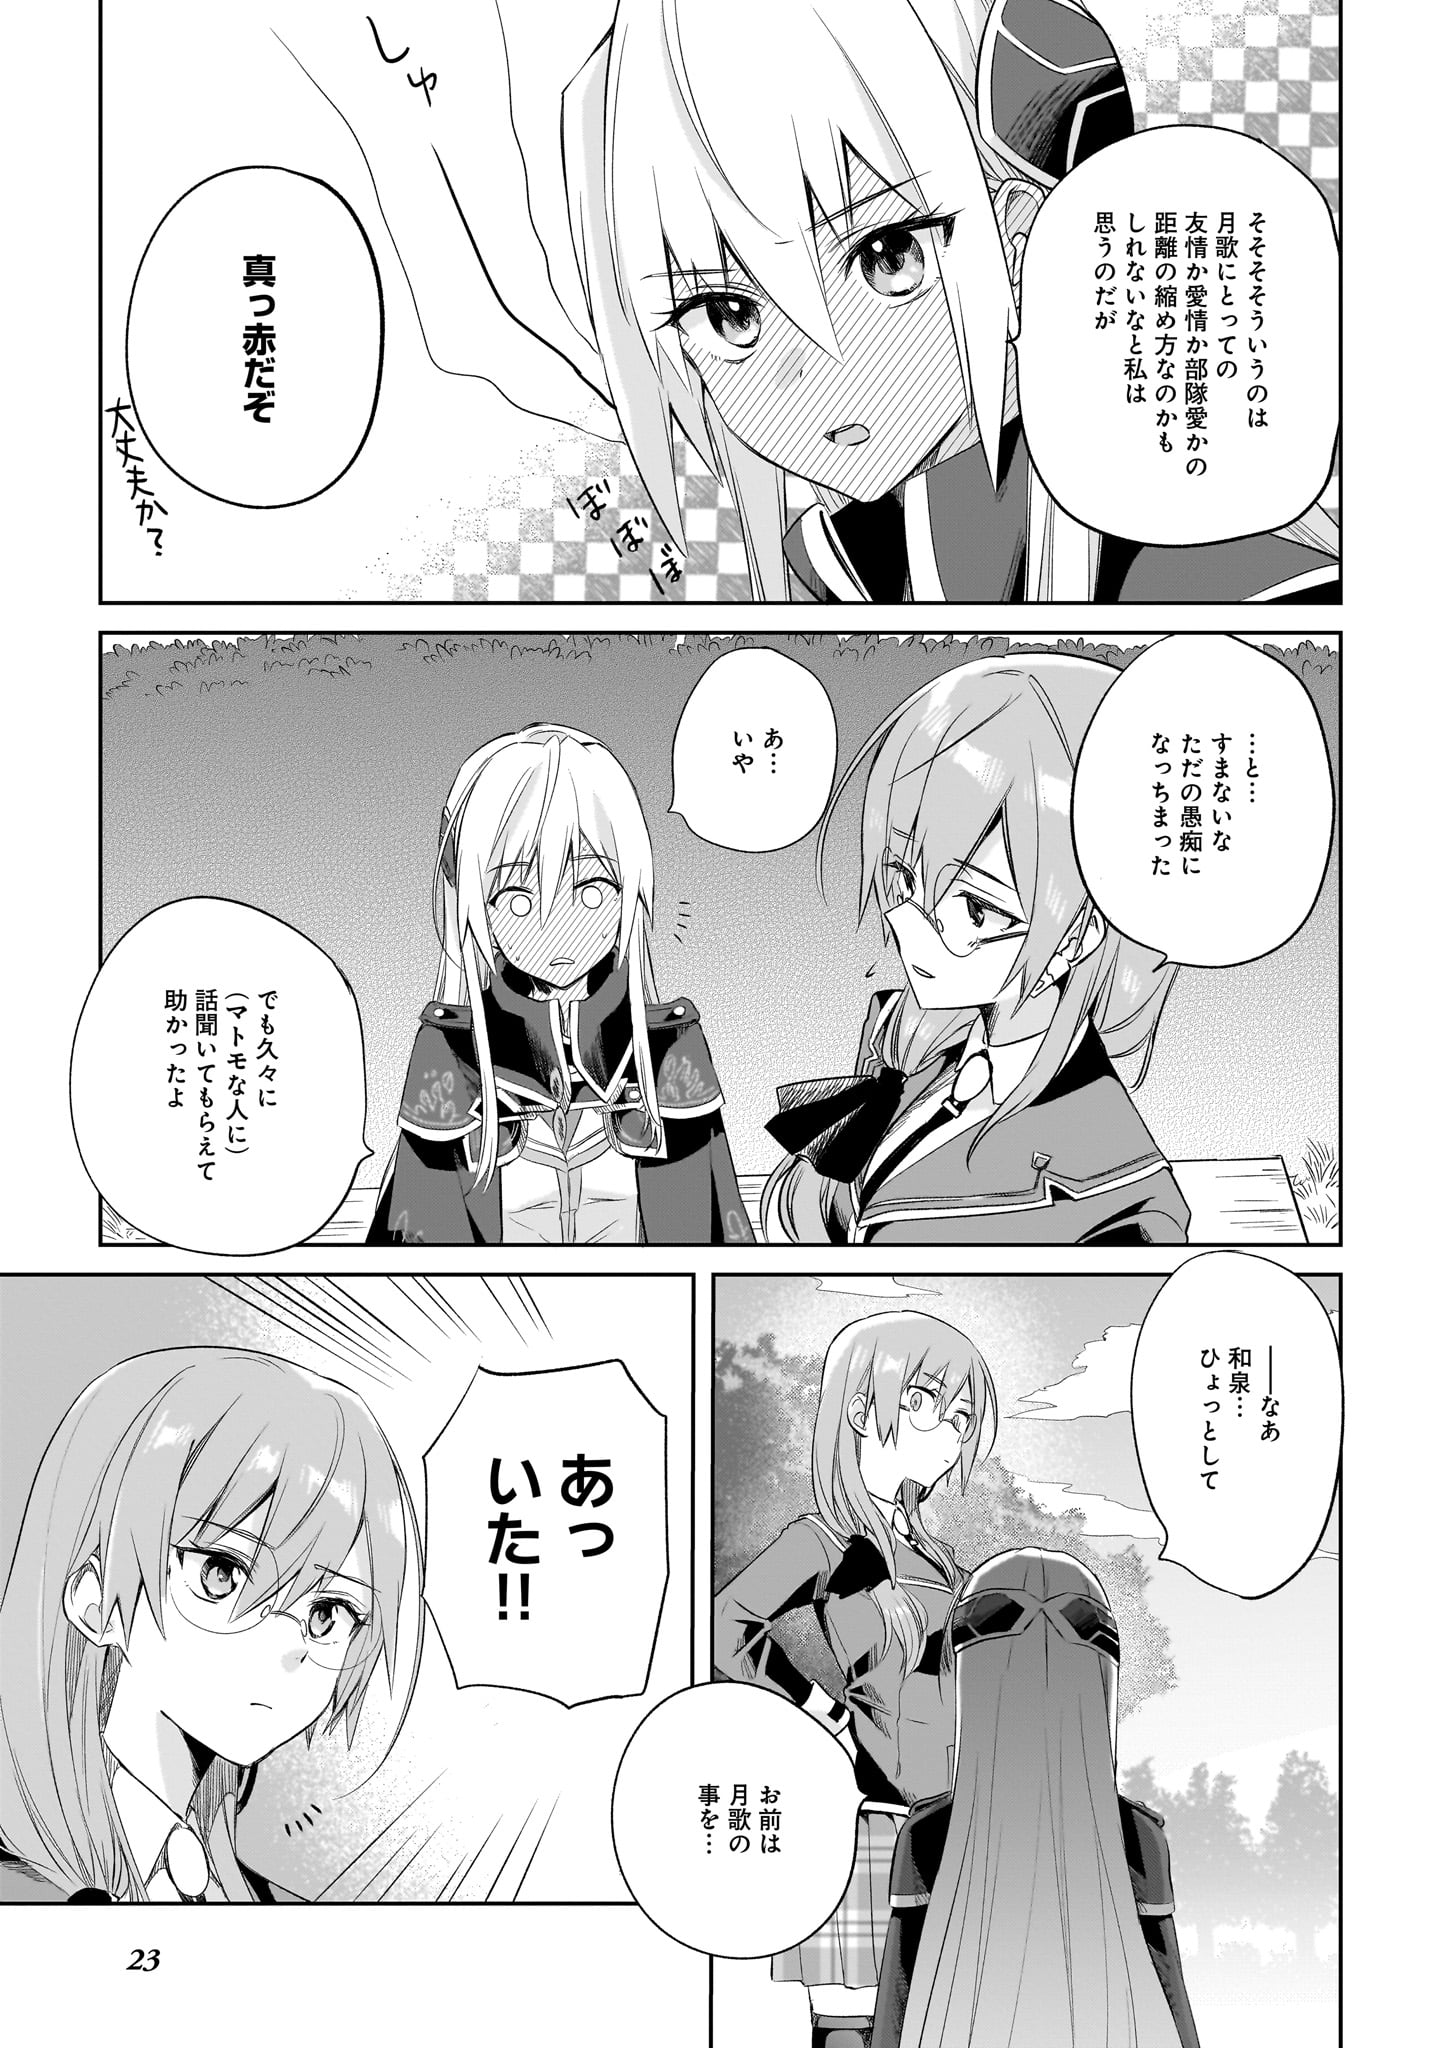 そそそそういうのは
月歌にとっての
友情か愛情か部隊愛かの
距離の縮め方なのかも
しれないなと私は
思うのだが
しゅ
ぼぼ
ぼぼ
ぼぼ
真っ赤だぞ
大丈夫か？
…と…
すまないな
ただの愚痴に
なっちまった
あ…
いや
でも久々に
(マトモな人に)
話聞いてもらえて
助かったよ
――なあ
和泉…
ひょっとして
お前は
月歌の
事を…
あっ
いた!!
23